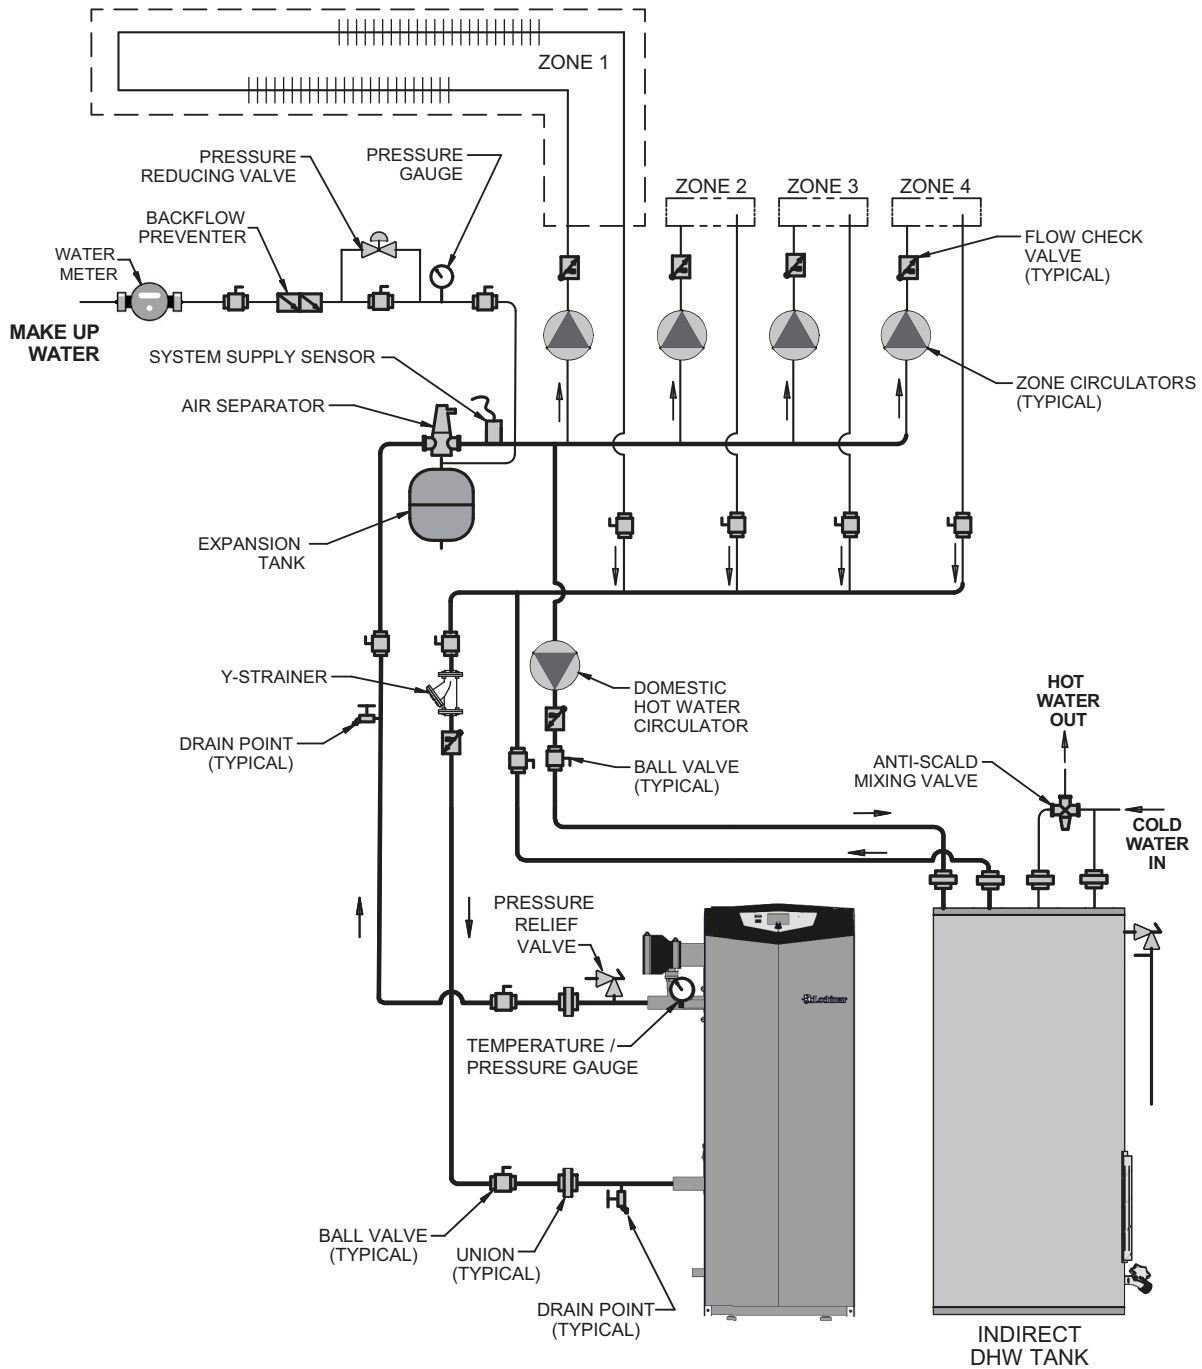 ZONE 1
PRESSURE
REDUCING VALVE
PRESSURE
GAUGE
ZONE 2
ZONE 3
ZONE 4
BACKFLOW
PREVENTER
FLOW CHECK
VALVE
(TYPICAL)
WATER
METER
MAKE UP
WATER
SYSTEM SUPPLY SENSOR
AIR SEPARATOR
ZONE CIRCULATORS
(TYPICAL)
EXPANSION
TANK
Y-STRAINER
DOMESTIC
HOT WATER
CIRCULATOR
HOT
WATER
OUT
DRAIN POINT
(TYPICAL)
BALL VALVE
(TYPICAL)
ANTI-SCALD
MIXING VALVE
COLD
WATER
IN
PRESSURE
RELIEF
VALVE
Lochinvar
TEMPERATURE /
PRESSURE GAUGE
BALL VALVE
(TYPICAL)
UNION
(TYPICAL)
DRAIN POINT
(TYPICAL)
INDIRECT
DHW TANK